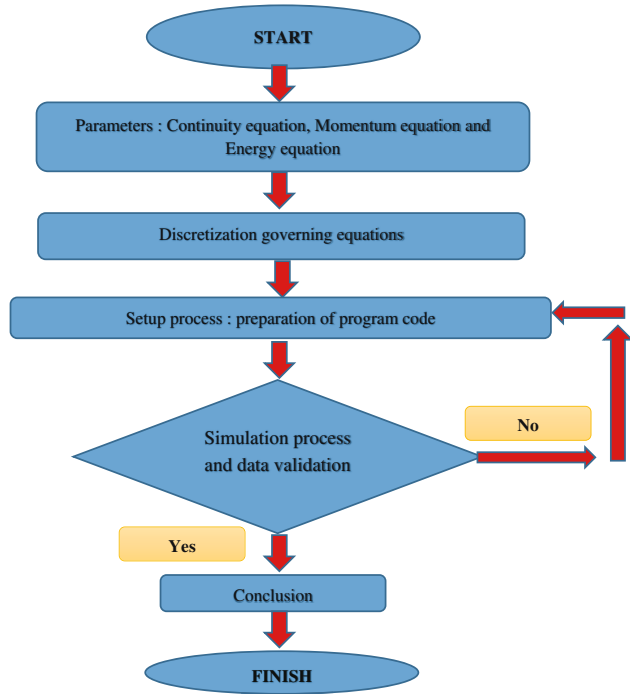 START
Parameters : Continuity equation, Momentum equation and
Energy equation
Discretization governing equations
Setup process : preparation of program code
Simulation process
and data validation
No
Yes
Conclusion
FINISH